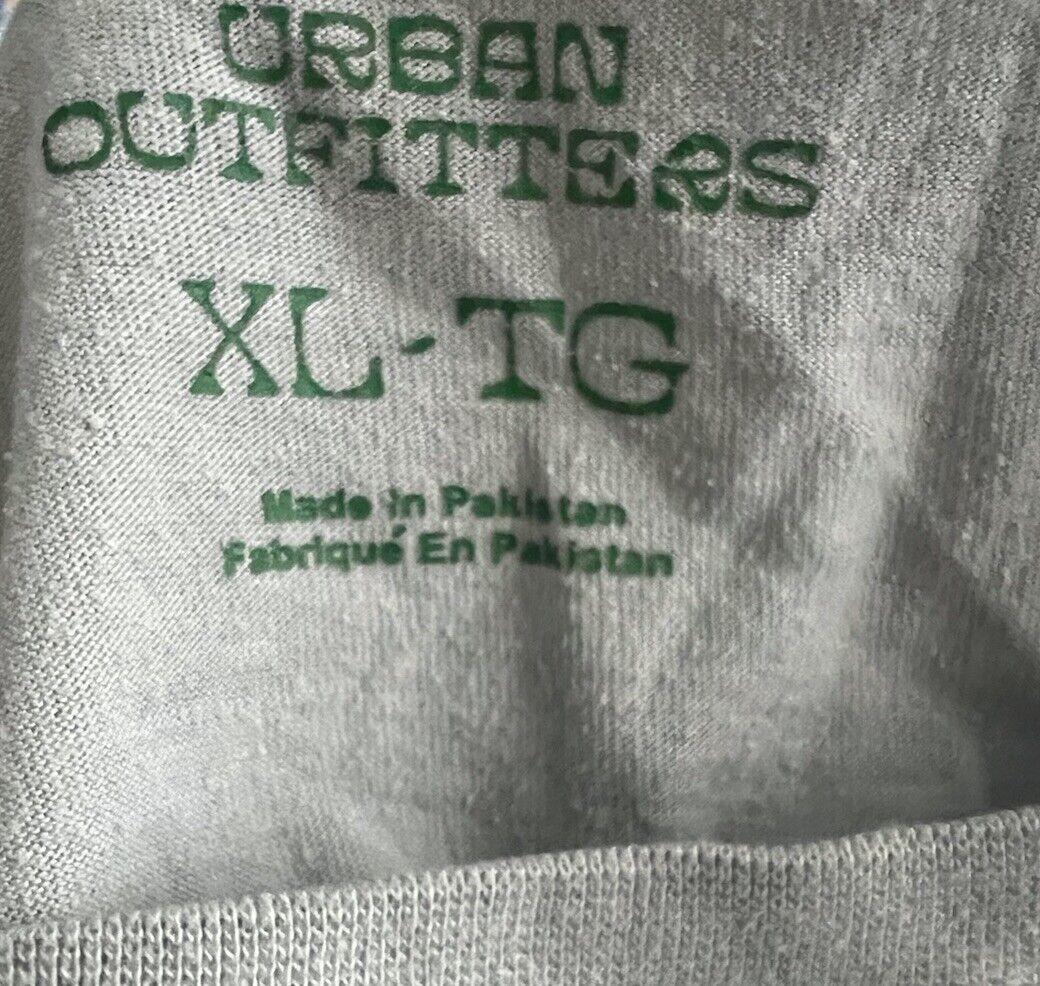 URBAN
OUTFITTERS
XL-TG
Made in Pakistan
Fabriqué En Pakistan